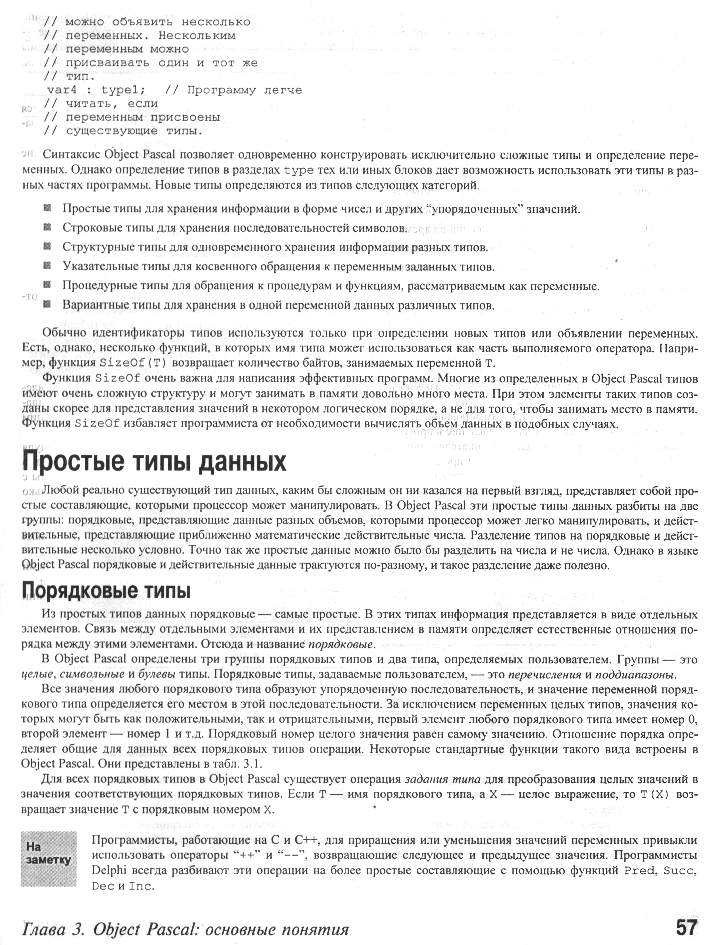 // можно объявить несколько
// переменных. Нескольким
// переменным можно
// присваивать один и тот же
// тип.
var4 : type1;   // Программу легче
// читать, если
// переменным присвоены
// существующие типы.
Синтаксис Object Pascal позволяет одновременно конструировать исключительно сложные типы и определение пере-
менных. Однако определение типов в разделах type тех или иных блоков дает возможность использовать эти типы в раз-
ных частях программы. Новые типы определяются из типов следующих категорий.
■ Простые типы для хранения информации в форме чисел и других “упорядоченных” значений.
■ Строковые типы для хранения последовательностей символов.
■ Структурные типы для одновременного хранения информации разных типов.
■ Указательные типы для косвенного обращения к переменным заданных типов.
■ Процедурные типы для обращения к процедурам и функциям, рассматриваемым как переменные.
■ Вариантные типы для хранения в одной переменной данных различных типов.
Обычно идентификаторы типов используются только при определении новых типов или объявлении переменных.
Есть, однако, несколько функций, в которых имя типа может использоваться как часть выполняемого оператора. Напри-
мер, функция SizeOf(T) возвращает количество байтов, занимаемых переменной T.
Функция SizeOf очень важна для написания эффективных программ. Многие из определенных в Object Pascal типов
имеют очень сложную структуру и могут занимать в памяти довольно много места. При этом элементы таких типов соз-
даны скорее для представления значений в некотором логическом порядке, а не для того, чтобы занимать место в памяти.
Функция SizeOf избавляет программиста от необходимости вычислять объем данных в подобных случаях.
Простые типы данных
Любой реально существующий тип данных, каким бы сложным он ни казался на первый взгляд, представляет собой про-
стые составляющие, которыми процессор может манипулировать. В Object Pascal эти простые типы данных разбиты на две
группы: порядковые, представляющие данные разных объемов, которыми процессор может легко манипулировать, и дейст-
вительные, представляющие приближенно математические действительные числа. Разделение типов на порядковые и дейст-
вительные несколько условно. Точно так же простые данные можно было бы разделить на числа и не числа. Однако в языке
Object Pascal порядковые и действительные данные трактуются по-разному, и такое разделение даже полезно.
Порядковые типы
Из простых типов данных порядковые — самые простые. В этих типах информация представляется в виде отдельных
элементов. Связь между отдельными элементами и их представлением в памяти определяет естественные отношения по-
рядка между этими элементами. Отсюда и название порядковые.
В Object Pascal определены три группы порядковых типов и два типа, определяемых пользователем. Группы — это
целые, символьные и булевы типы. Порядковые типы, задаваемые пользователем, — это перечисления и поддиапазоны.
Все значения любого порядкового типа образуют упорядоченную последовательность, и значение переменной поряд-
кового типа определяется его местом в этой последовательности. За исключением переменных целых типов, значения ко-
торых могут быть как положительными, так и отрицательными, первый элемент любого порядкового типа имеет номер 0,
второй элемент — номер 1 и т.д. Порядковый номер целого значения равен самому значению. Отношение порядка опре-
деляет общие для данных всех порядковых типов операции. Некоторые стандартные функции такого вида встроены в
Object Pascal. Они представлены в табл. 3.1.
Для всех порядковых типов в Object Pascal существует операция задания типа для преобразования целых значений в
значения соответствующих порядковых типов. Если T — имя порядкового типа, а X — целое выражение, то T(X) воз-
вращает значение T с порядковым номером X.
На
заметку
Программисты, работающие на C и C++, для приращения или уменьшения значений переменных привыкли
использовать операторы “++” и “--”, возвращающие следующее и предыдущее значения. Программисты
Delphi всегда разбивают эти операции на более простые составляющие с помощью функций Pred, Succ,
Dec и Inc.
Глава 3. Object Pascal: основные понятия
57